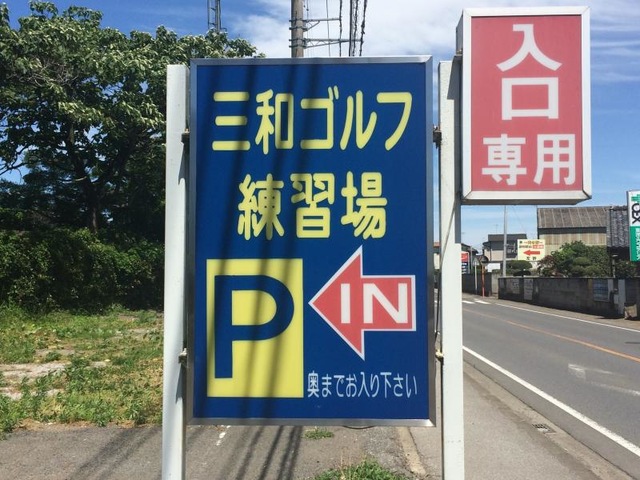 三和ゴルフ
練習場
P
IN
奥までお入り下さい
入口
専用